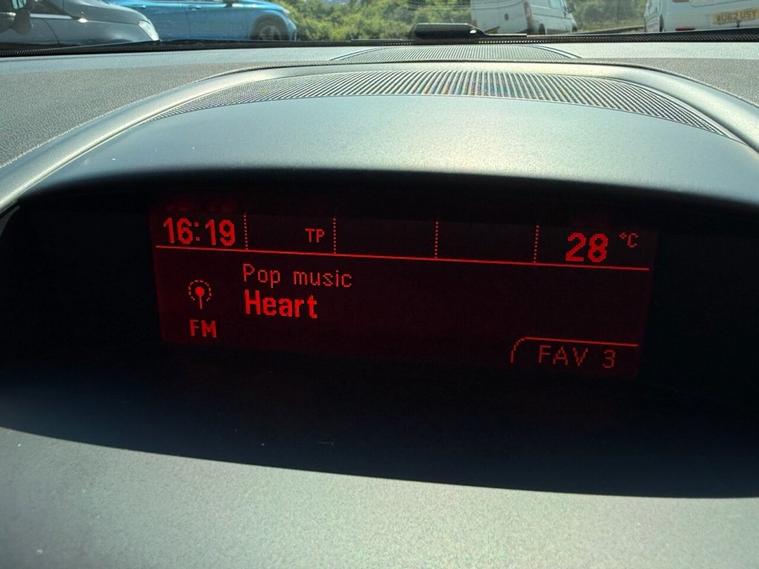 16:19 TP 28 °C
Pop music
Heart
FM
FAV 3